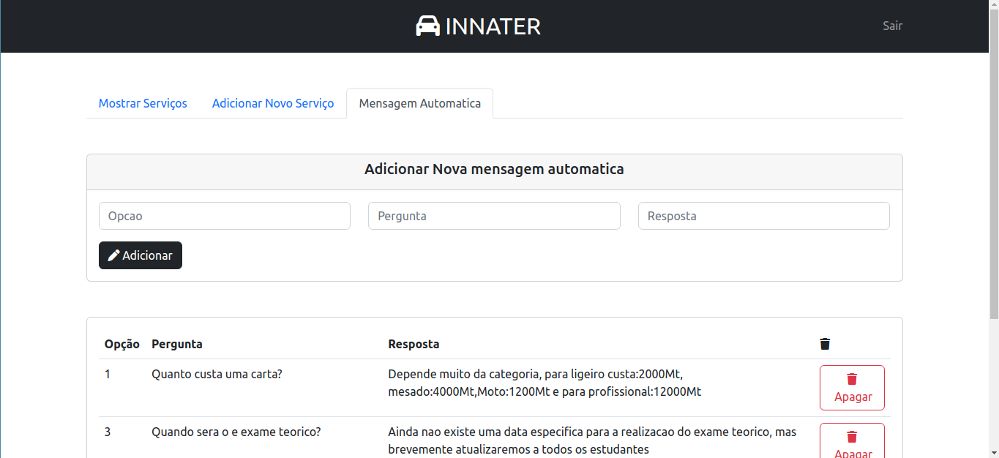 INNATER
Sair
Mostrar Serviços
Adicionar Novo Serviço
Mensagem Automatica
Adicionar Nova mensagem automatica
Opcao
Pergunta
Resposta
Adicionar
Opção Pergunta Resposta
1 Quanto custa uma carta? Depende muito da categoria, para ligeiro custa:2000Mt,
mesado:4000Mt,Moto:1200Mt e para profissional:12000Mt
Apagar
3 Quando sera o e exame teorico? Ainda nao existe uma data especifica para a realizacao do exame teorico, mas
brevemente atualizaremos a todos os estudantes
Apagar